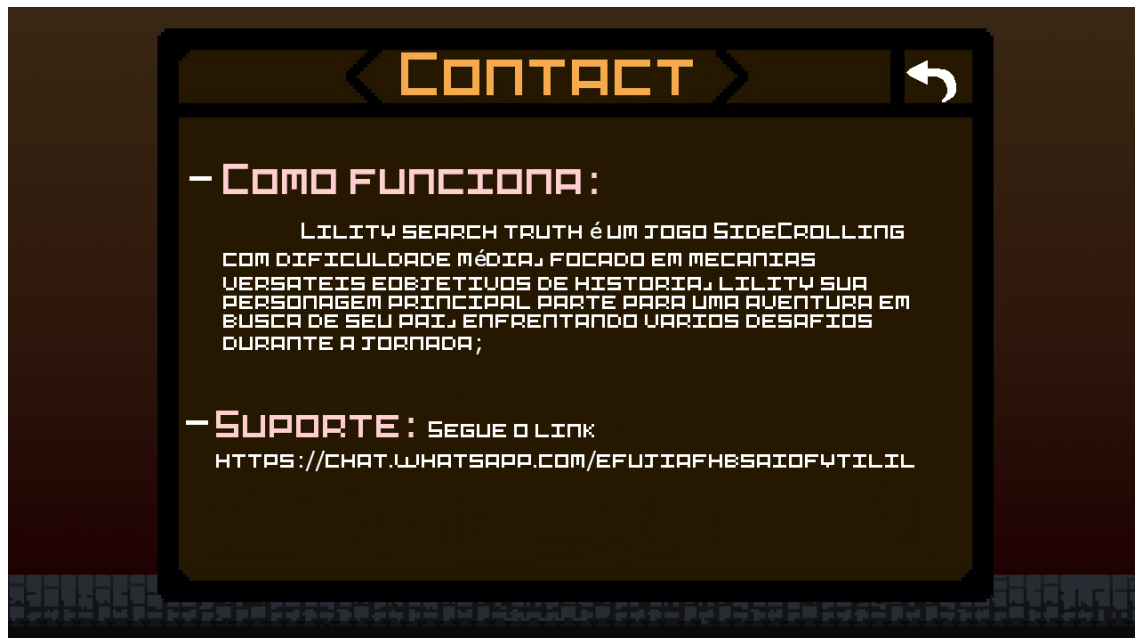 Contact
- Como funciona:
Lility search truth é um jogo SideCrolling
com dificuldade média, focado em mecanias
versateis eobjetivos de historia, lility sua
personagem principal parte para uma aventura em
busca de seu pai, enfrentando varios desafios
durante a jornada;
- Suporte: Segue o link
https://chat.whatsapp.com/EFUJIAFHBSAIOFYTILIL